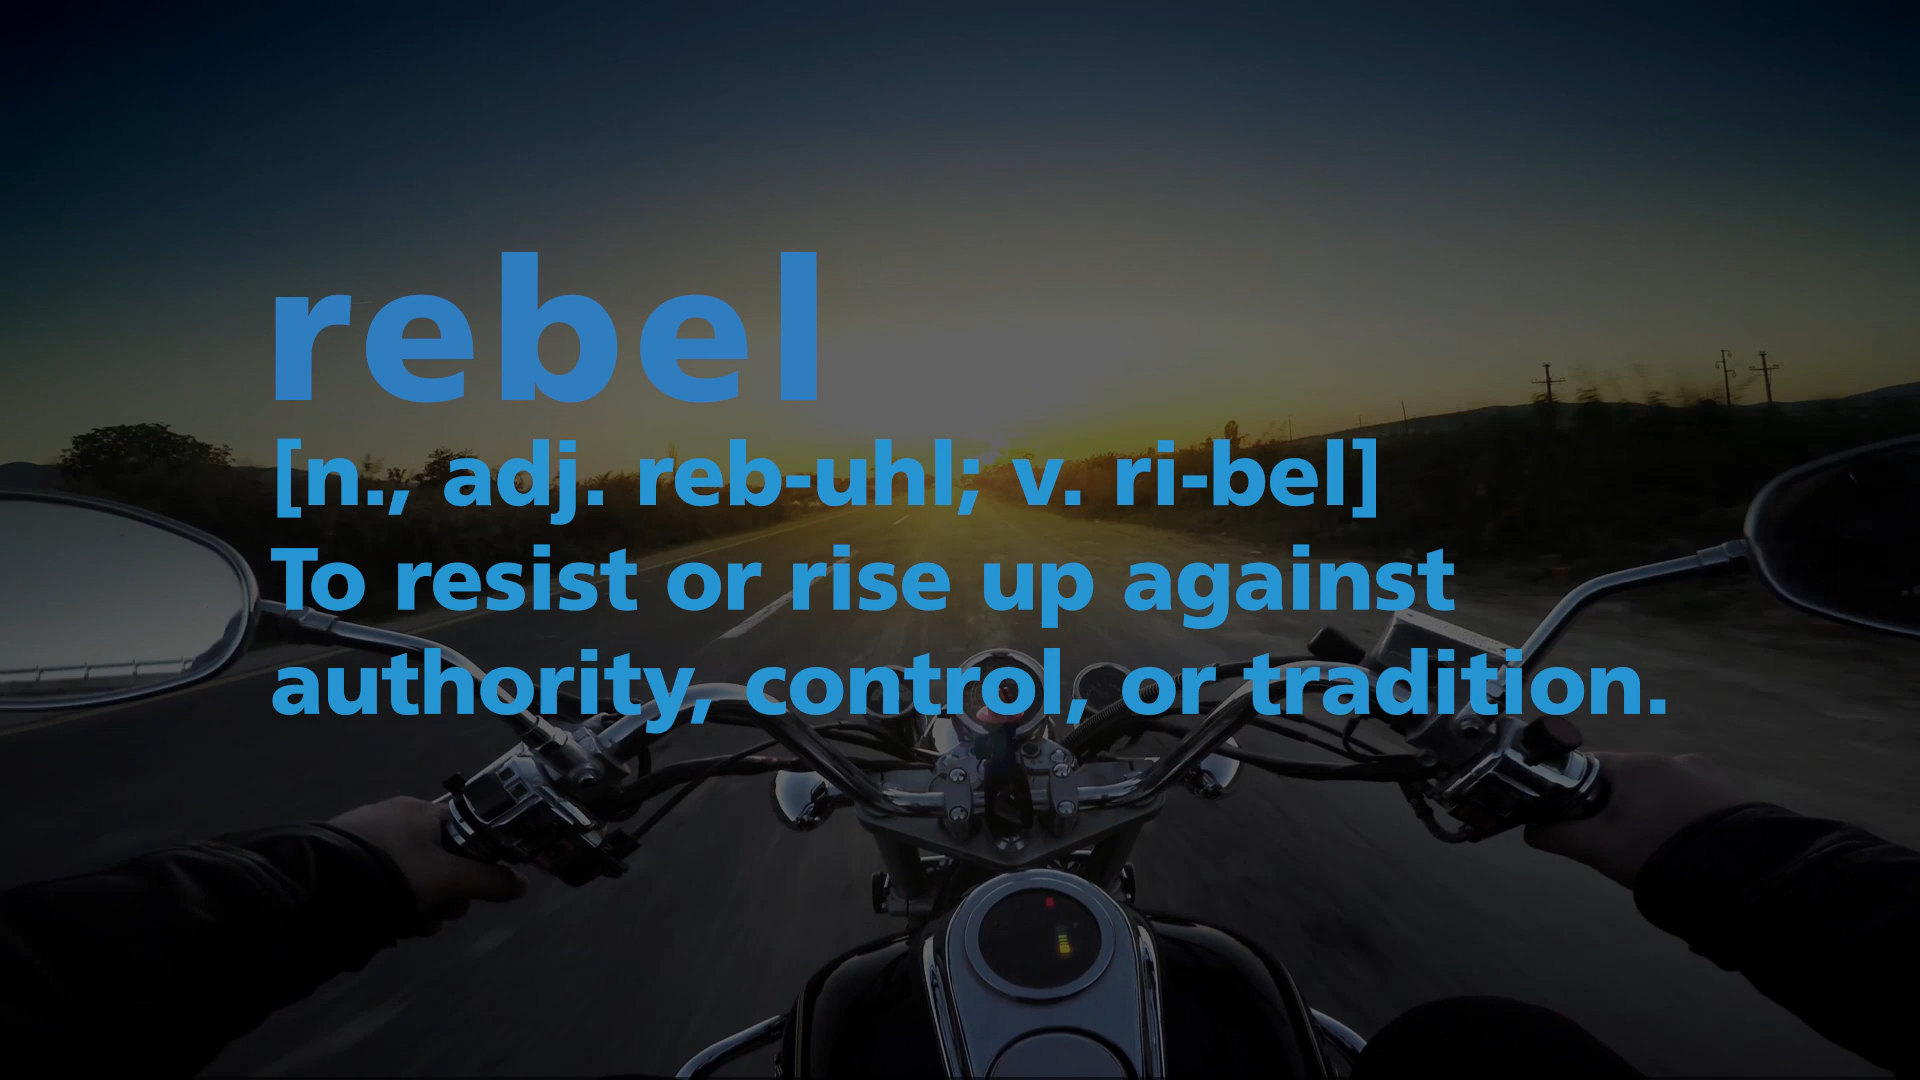 rebel
[n., adj. reb-uhl; v. ri-bel]
To resist or rise up against
authority, control, or tradition.